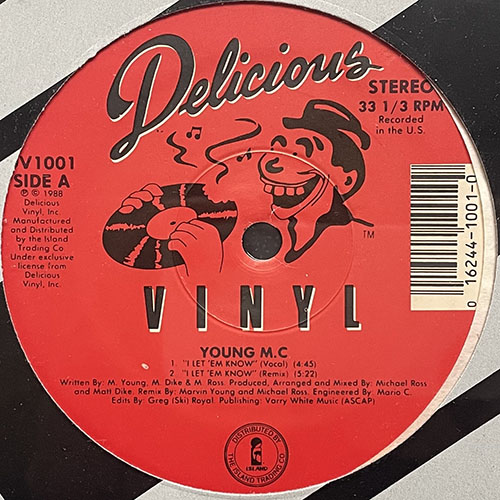 Delicious
STEREO
33 1/3 RPM
Recorded
in the U.S.
V1001
SIDE A
℗ © 1988
Delicious
Vinyl, Inc.
Manufactured
and Distributed
by the Island
Trading Co.
Under exclusive
license from
Delicious
Vinyl, Inc.
TM
0 16244-1001-0
VINYL
YOUNG M.C
1. "I LET 'EM KNOW" (Vocal) (4:45)
2. "I LET 'EM KNOW" (Remix) (5:22)
Written By: M. Young, M. Dike & M. Ross. Produced, Arranged and Mixed By: Michael Ross
and Matt Dike. Remix By: Marvin Young and Michael Ross. Engineered By: Mario C.
Edits By: Greg (Ski) Royal. Publishing: Varry White Music (ASCAP)
DISTRIBUTED BY
ISLAND
THE ISLAND TRADING CO